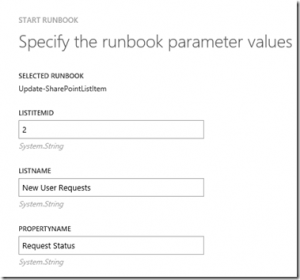 START RUNBOOK
Specify the runbook parameter values
SELECTED RUNBOOK
Update-SharePointListItem
LISTITEMID
2
System.String
LISTNAME
New User Requests
System.String
PROPERTYNAME
Request Status
System.String